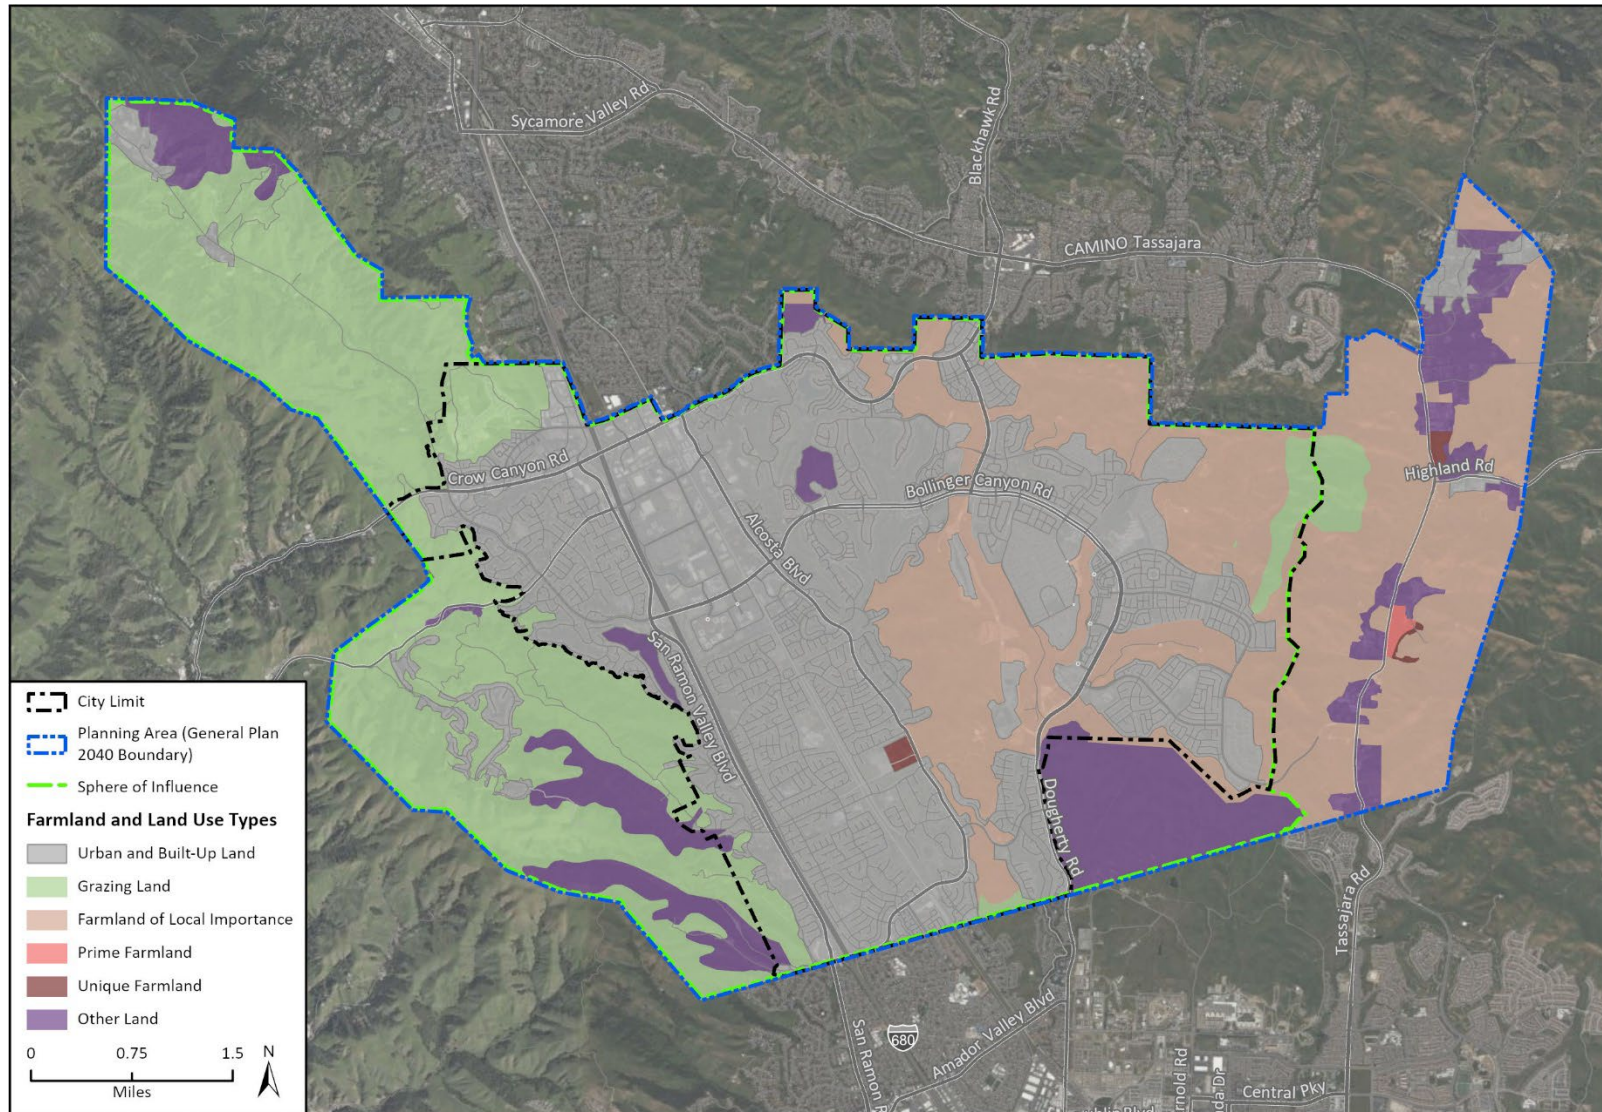 Sycamore Valley Rd
Blackhawk Rd
CAMINO Tassajara
Crow Canyon Rd
Bollinger Canyon Rd
Highland Rd
Alcosta Blvd
San Ramon Valley Blvd
Dougherty Rd
Tassajara Rd
San Ramon R
680
Amador Valley Blvd
Central Pky
City Limit
Planning Area (General Plan
2040 Boundary)
Sphere of Influence
Farmland and Land Use Types
Urban and Built-Up Land
Grazing Land
Farmland of Local Importance
Prime Farmland
Unique Farmland
Other Land
0 0.75 1.5 N
Miles